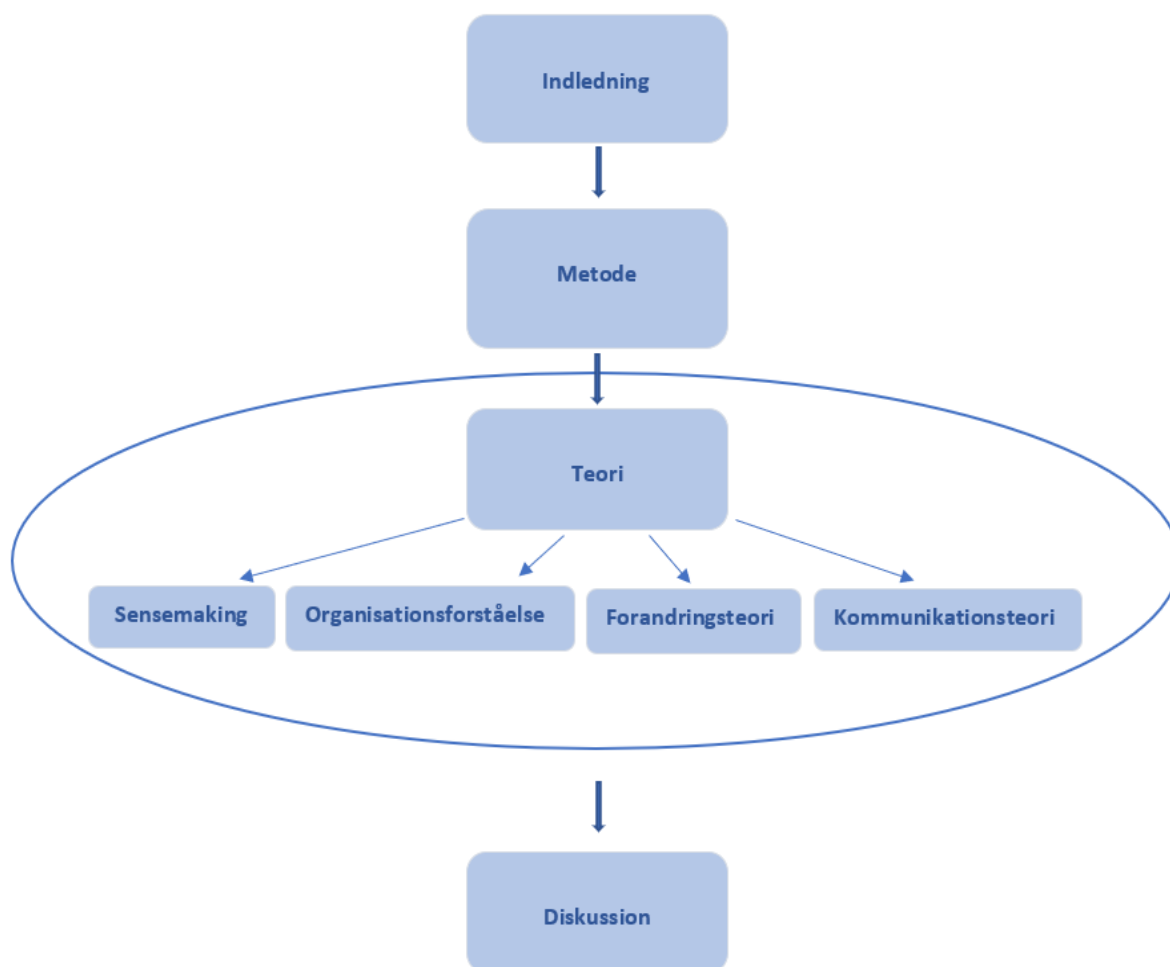 Indledning
Metode
Teori
Sensemaking
Organisationsforståelse
Forandringsteori
Kommunikationsteori
Diskussion